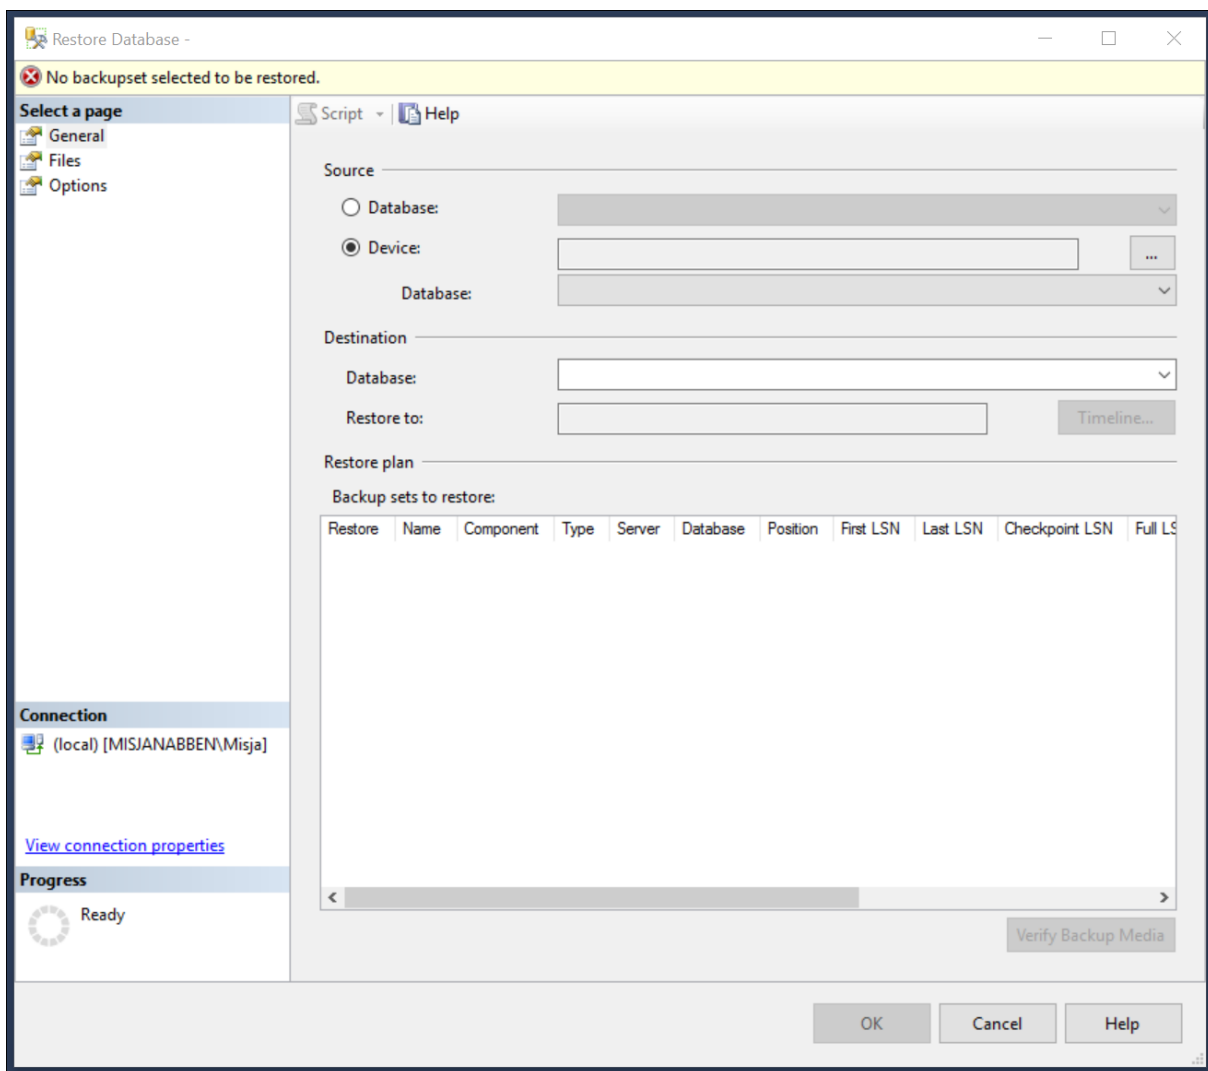 Restore Database -
No backupset selected to be restored.
Select a page
General
Files
Options
Script
Help
Source
Database:
Device:
...
Database:
Destination
Database:
Restore to:
Timeline...
Restore plan
Backup sets to restore:
Restore Name Component Type Server Database Position First LSN Last LSN Checkpoint LSN Full LS
Connection
(local) [MISJANABBEN\Misja]
View connection properties
Progress
Ready
Verify Backup Media
OK Cancel Help